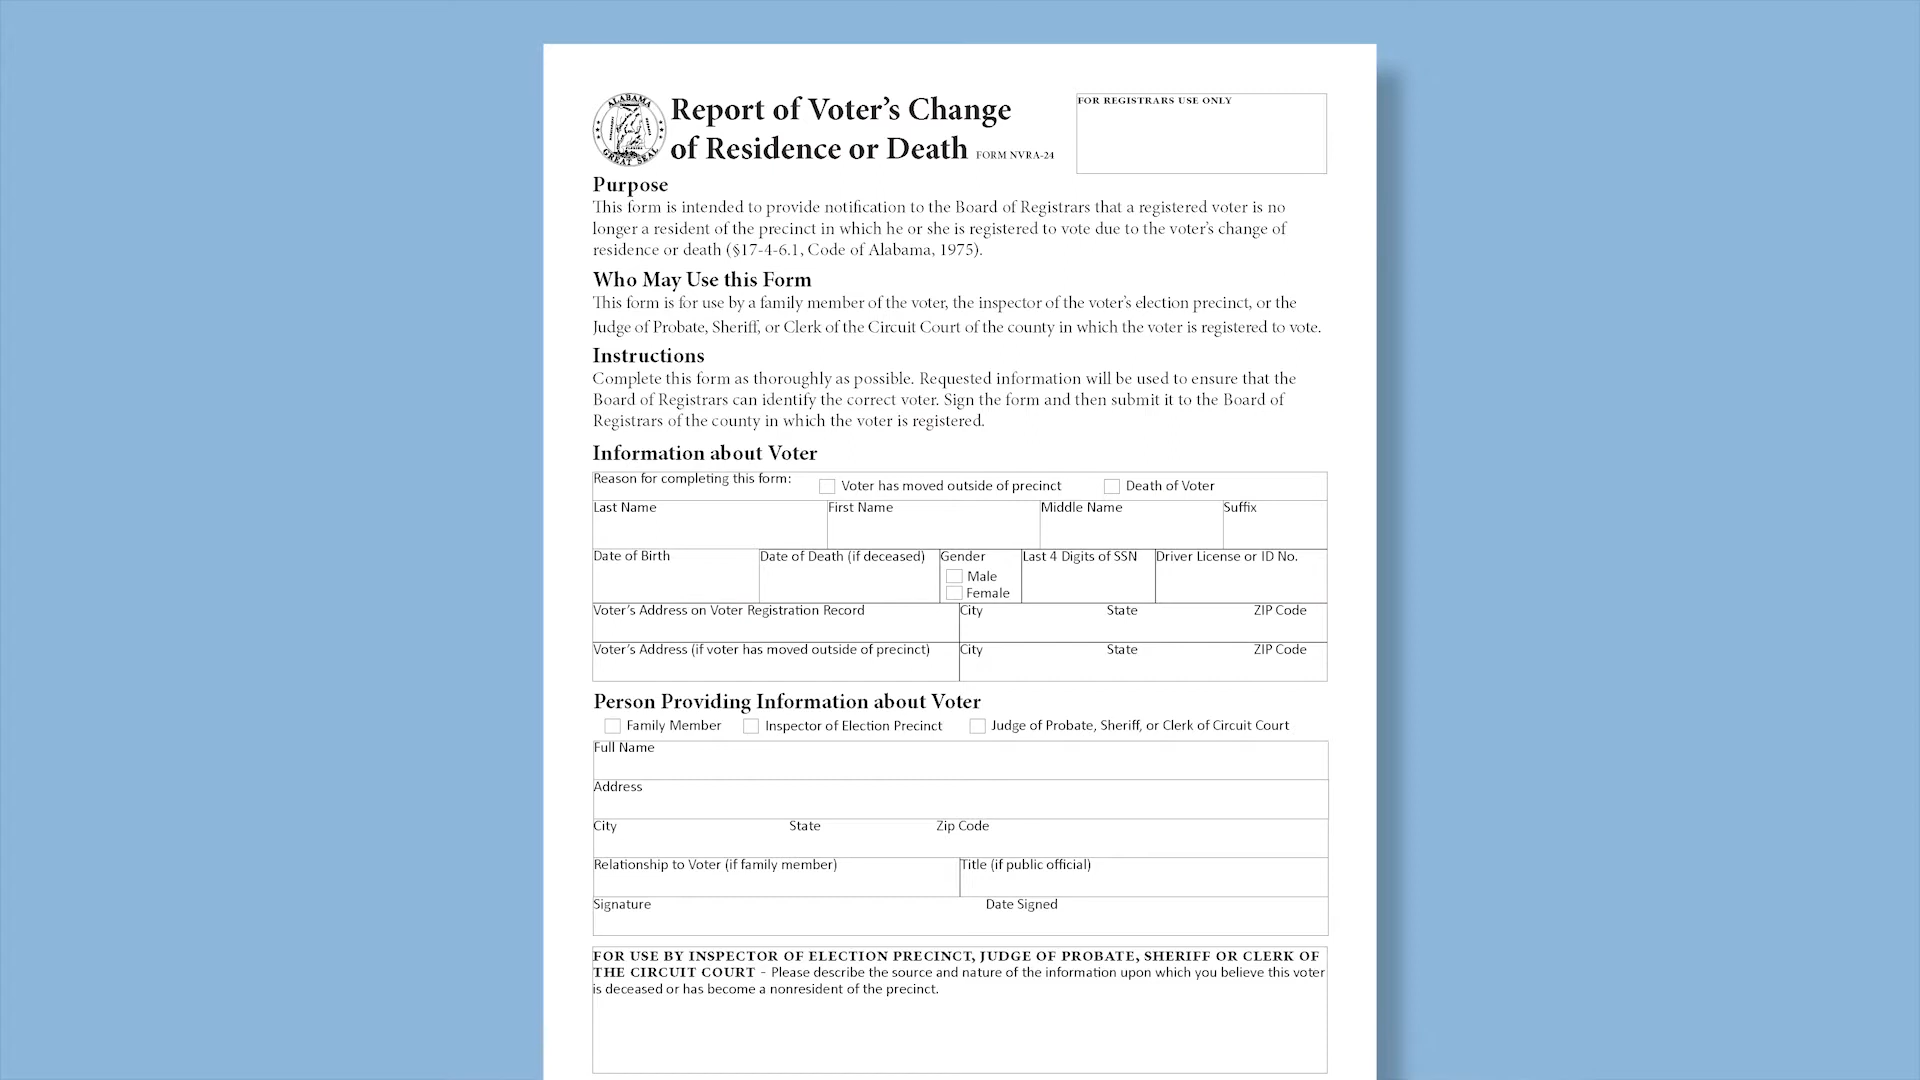 ALABAMA
GREAT SEAL
Report of Voter’s Change
of Residence or Death FORM NVRA-24
FOR REGISTRARS USE ONLY
Purpose
This form is intended to provide notification to the Board of Registrars that a registered voter is no
longer a resident of the precinct in which he or she is registered to vote due to the voter’s change of
residence or death (§17-4-6.1, Code of Alabama, 1975).
Who May Use this Form
This form is for use by a family member of the voter, the inspector of the voter’s election precinct, or the
Judge of Probate, Sheriff, or Clerk of the Circuit Court of the county in which the voter is registered to vote.
Instructions
Complete this form as thoroughly as possible. Requested information will be used to ensure that the
Board of Registrars can identify the correct voter. Sign the form and then submit it to the Board of
Registrars of the county in which the voter is registered.
Information about Voter
Reason for completing this form: Voter has moved outside of precinct Death of Voter
Last Name First Name Middle Name Suffix
Date of Birth Date of Death (if deceased) Gender Last 4 Digits of SSN Driver License or ID No.
Male
Female
Voter’s Address on Voter Registration Record City State ZIP Code
Voter’s Address (if voter has moved outside of precinct) City State ZIP Code
Person Providing Information about Voter
Family Member Inspector of Election Precinct Judge of Probate, Sheriff, or Clerk of Circuit Court
Full Name
Address
City State Zip Code
Relationship to Voter (if family member) Title (if public official)
Signature Date Signed
FOR USE BY INSPECTOR OF ELECTION PRECINCT, JUDGE OF PROBATE, SHERIFF OR CLERK OF
THE CIRCUIT COURT - Please describe the source and nature of the information upon which you believe this voter
is deceased or has become a nonresident of the precinct.